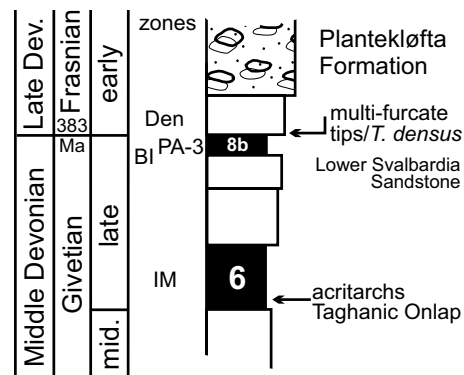 Late Dev.
Frasnian
early
383
Ma
Middle Devonian
Givetian
late
mid.
zones
Den
BI PA-3
IM
8b
6
Plantekløfta
Formation
multi-furcate
tips/T. densus
Lower Svalbardia
Sandstone
acritarchs
Taghanic Onlap